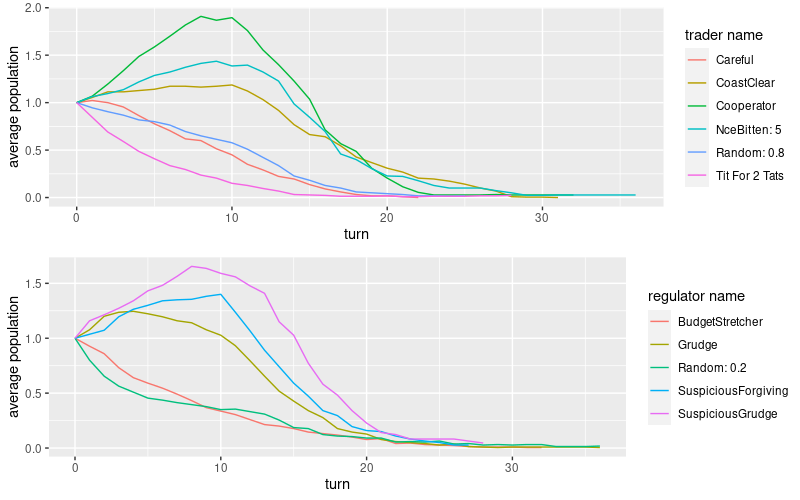 2.0
1.5
1.0
0.5
0.0
average population
0
10
20
30
turn
trader name
Careful
CoastClear
Cooperator
NceBitten: 5
Random: 0.8
Tit For 2 Tats
1.5
1.0
0.5
0.0
average population
0
10
20
30
turn
regulator name
BudgetStretcher
Grudge
Random: 0.2
SuspiciousForgiving
SuspiciousGrudge